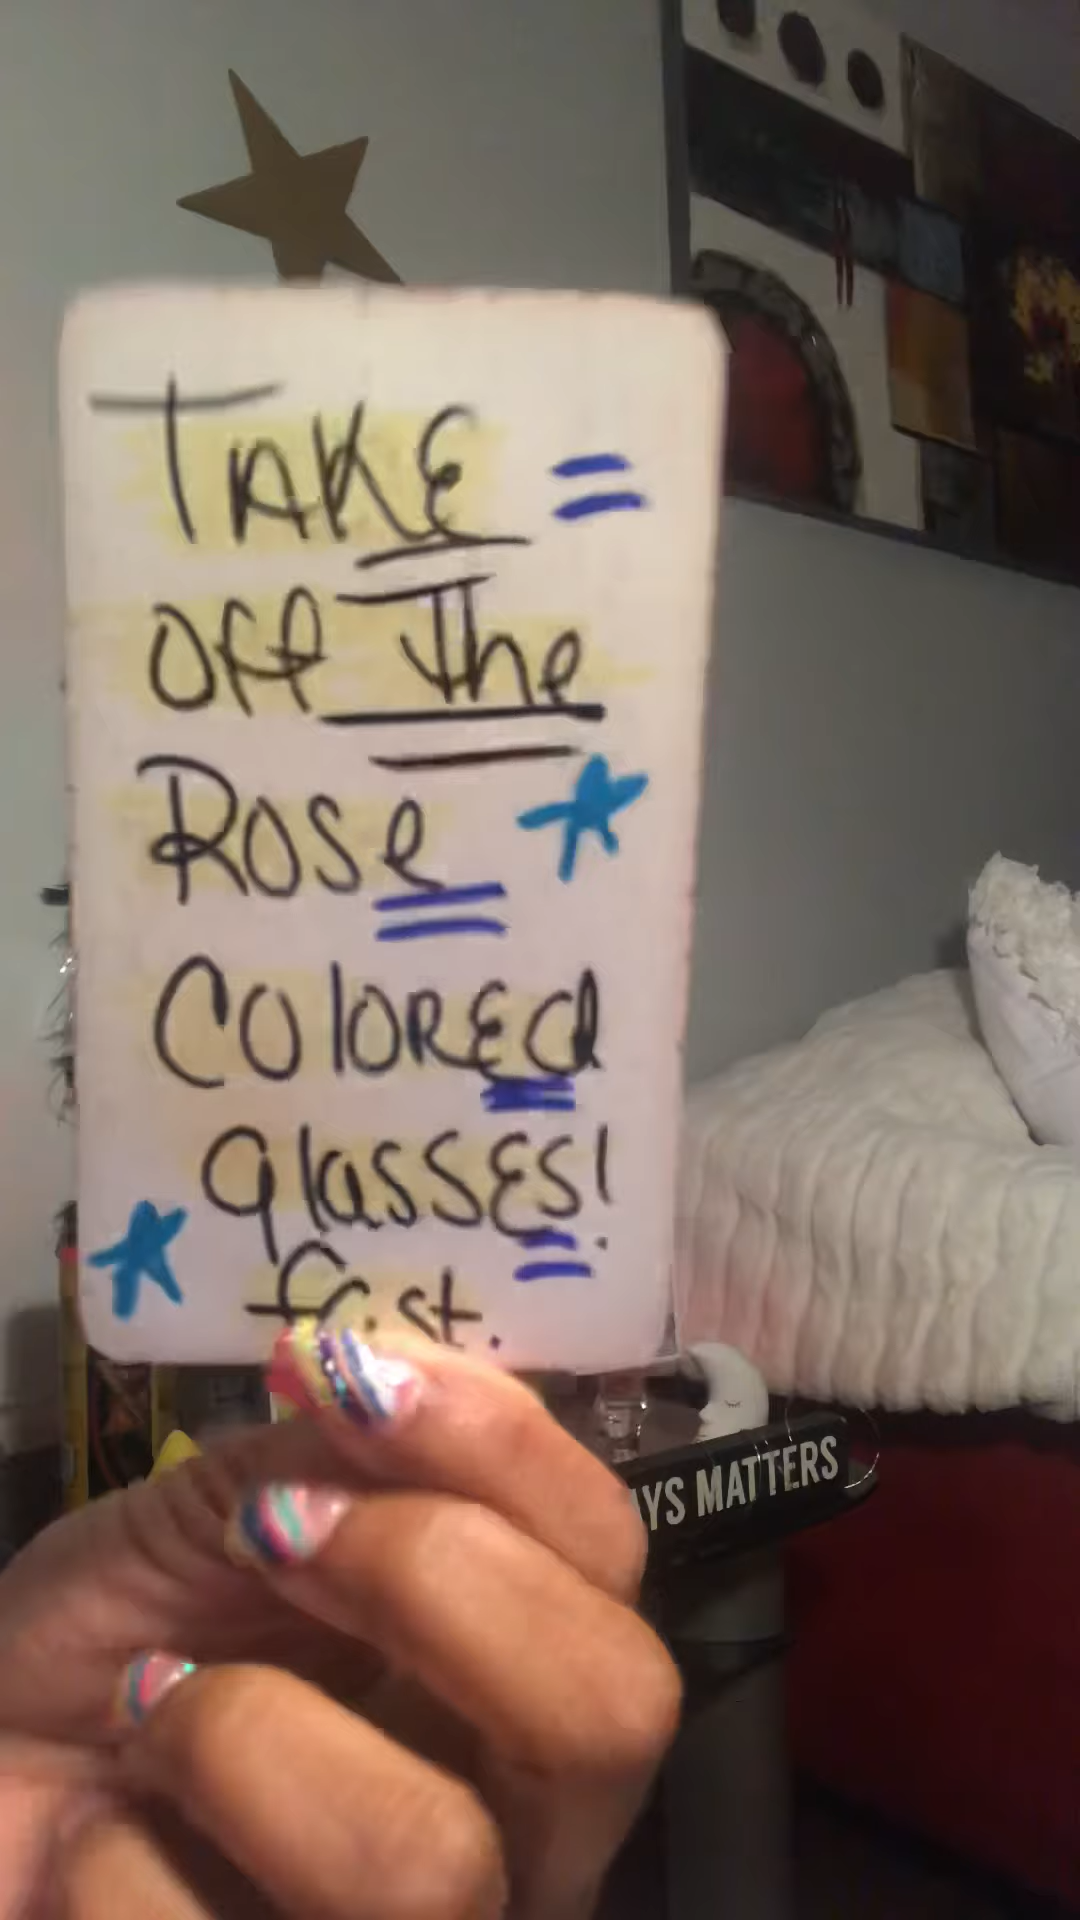 TAKE
off The
Rose
COlOREd
glassEs!
YS MATTERS